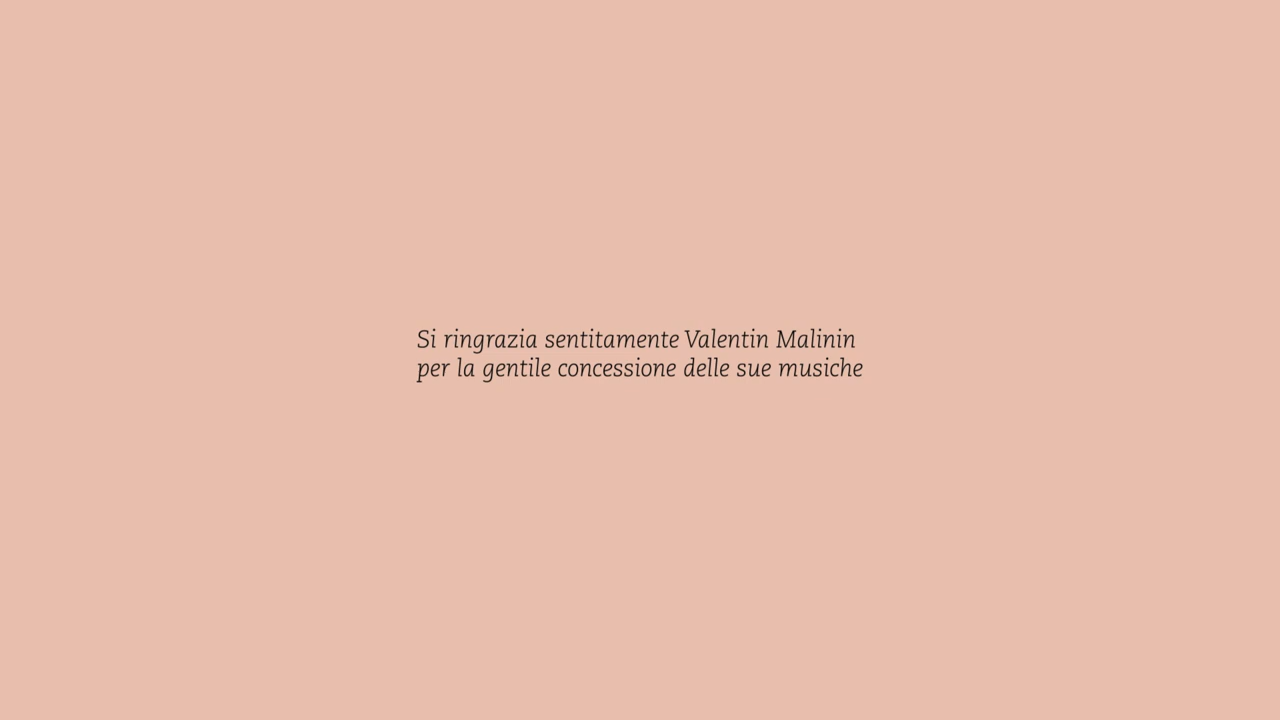 Si ringrazia sentitamente Valentin Malinin
per la gentile concessione delle sue musiche